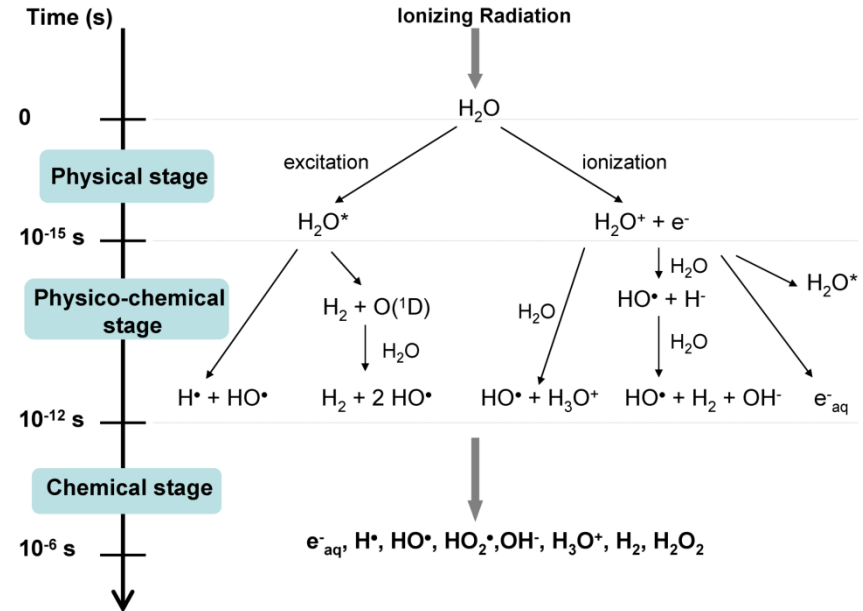 Time (s)
Ionizing Radiation
0
H₂O
excitation
ionization
Physical stage
H₂O*
H₂O⁺ + e⁻
10⁻¹⁵ s
H₂O
H₂O*
Physico-chemical
stage
H₂ + O(¹D)
H₂O
HO• + H⁻
H₂O
H₂O
H• + HO•
H₂ + 2 HO•
HO• + H₃O⁺
HO• + H₂ + OH⁻
e⁻aq
10⁻¹² s
Chemical stage
10⁻⁶ s
e⁻aq, H•, HO•, HO₂•,OH⁻, H₃O⁺, H₂, H₂O₂